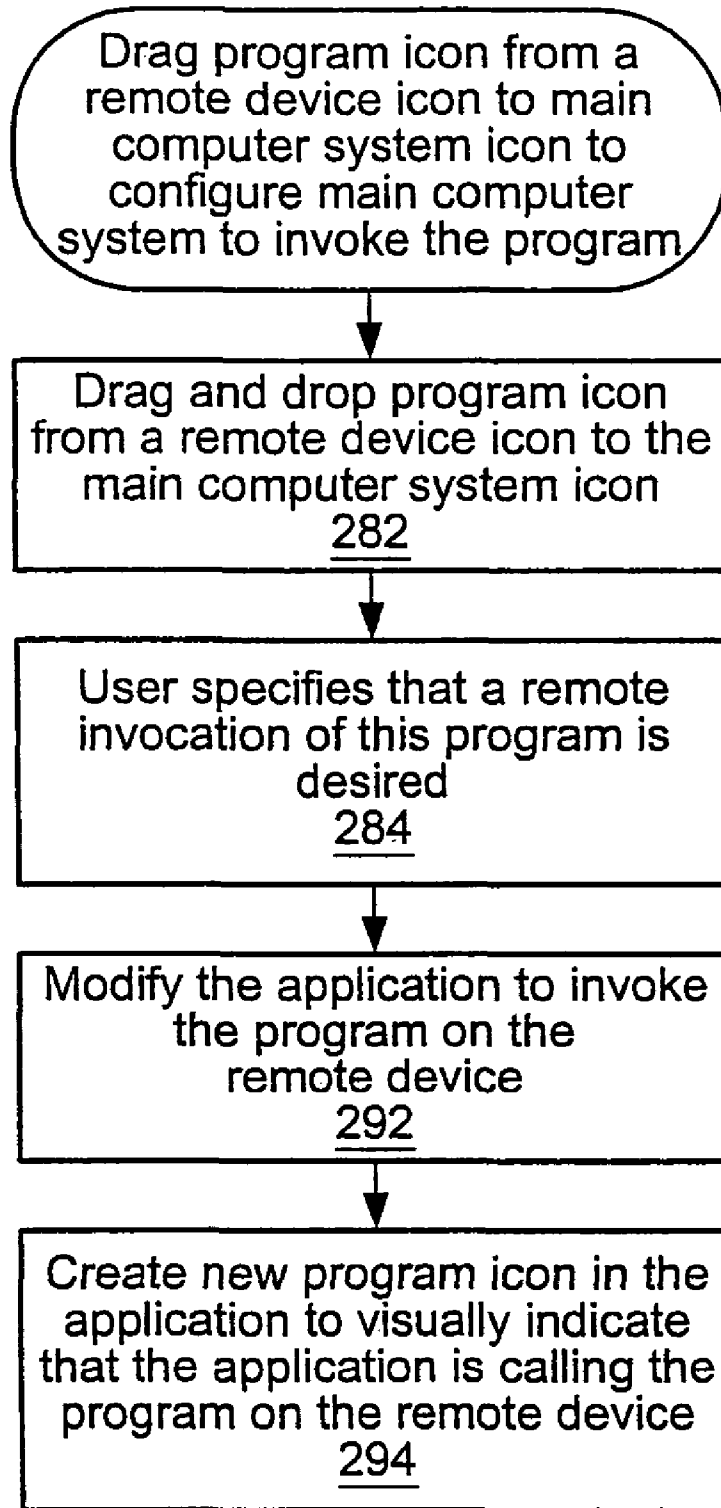 Drag program icon from a
remote device icon to main
computer system icon to
configure main computer
system to invoke the program
Drag and drop program icon
from a remote device icon to the
main computer system icon
282
User specifies that a remote
invocation of this program is
desired
284
Modify the application to invoke
the program on the
remote device
292
Create new program icon in the
application to visually indicate
that the application is calling the
program on the remote device
294